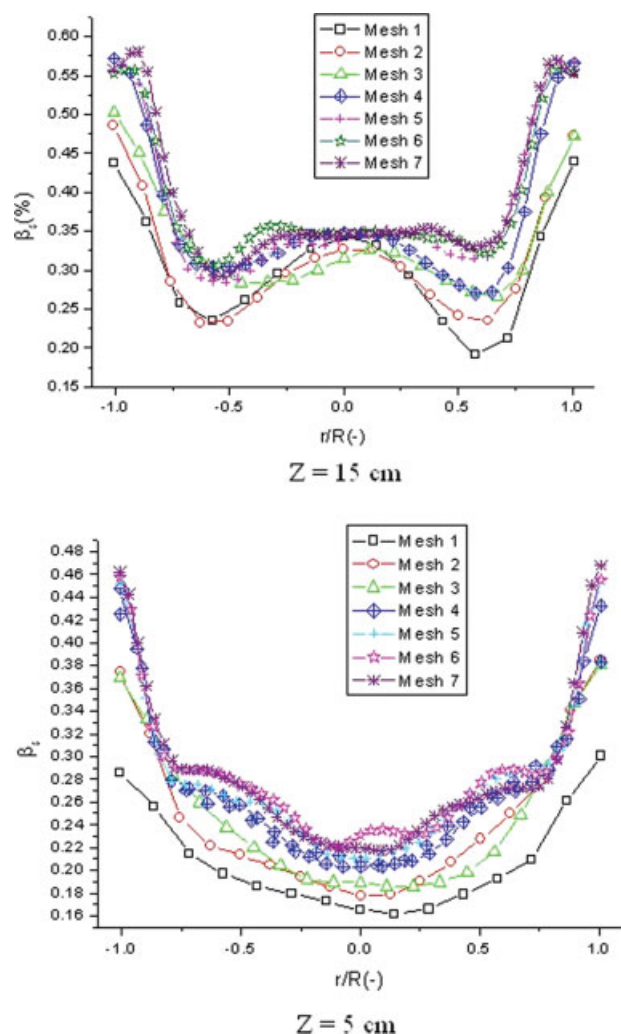 Mesh 1
Mesh 2
Mesh 3
Mesh 4
Mesh 5
Mesh 6
Mesh 7
0.60
0.55
0.50
0.45
0.40
0.35
0.30
0.25
0.20
0.15
βs(%)
-1.0 -0.5 0.0 0.5 1.0
r/R(-)
Z = 15 cm
Mesh 1
Mesh 2
Mesh 3
Mesh 4
Mesh 5
Mesh 6
Mesh 7
0.48
0.46
0.44
0.42
0.40
0.38
0.36
0.34
0.32
0.30
0.28
0.26
0.24
0.22
0.20
0.18
0.16
βs
-1.0 -0.5 0.0 0.5 1.0
r/R(-)
Z = 5 cm